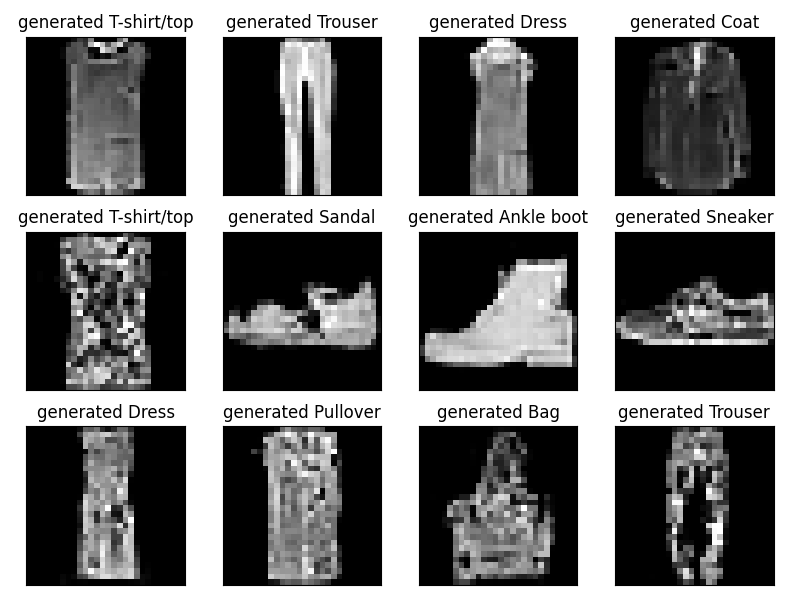 generated T-shirt/top
generated Trouser
generated Dress
generated Coat
generated T-shirt/top
generated Sandal
generated Ankle boot
generated Sneaker
generated Dress
generated Pullover
generated Bag
generated Trouser